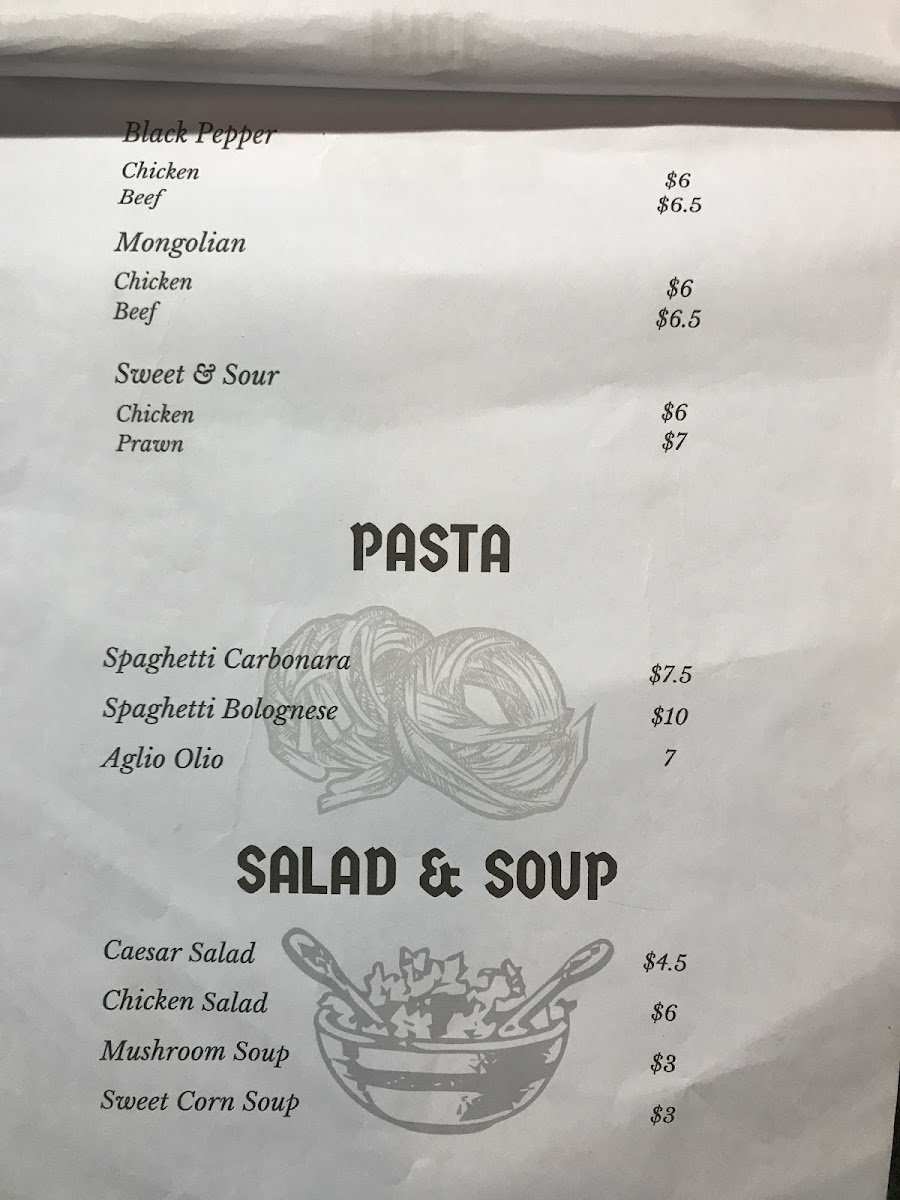 Black Pepper
Chicken $6
Beef $6.5
Mongolian
Chicken $6
Beef $6.5
Sweet & Sour
Chicken $6
Prawn $7
PASTA
Spaghetti Carbonara $7.5
Spaghetti Bolognese $10
Aglio Olio 7
SALAD & SOUP
Caesar Salad $4.5
Chicken Salad $6
Mushroom Soup $3
Sweet Corn Soup $3